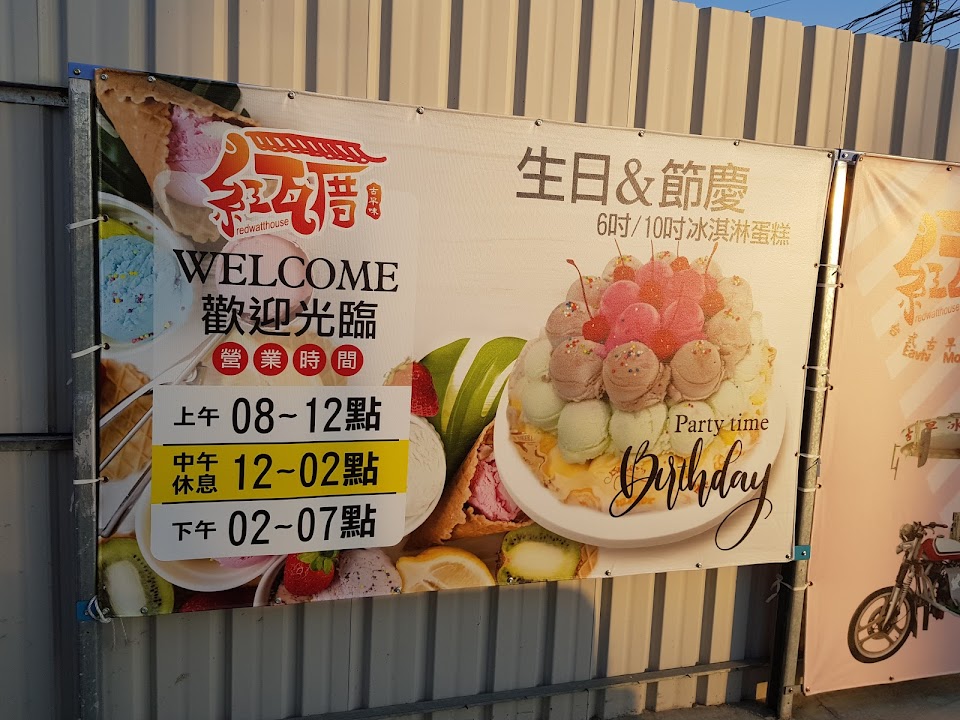 紅瓦厝
古早味
redwatthouse
WELCOME
歡迎光臨
營業時間
上午 08~12點
中午休息 12~02點
下午 02~07點
生日&節慶
6吋/10吋冰淇淋蛋糕
Party time
Birthday
紅
redwatthouse
古早